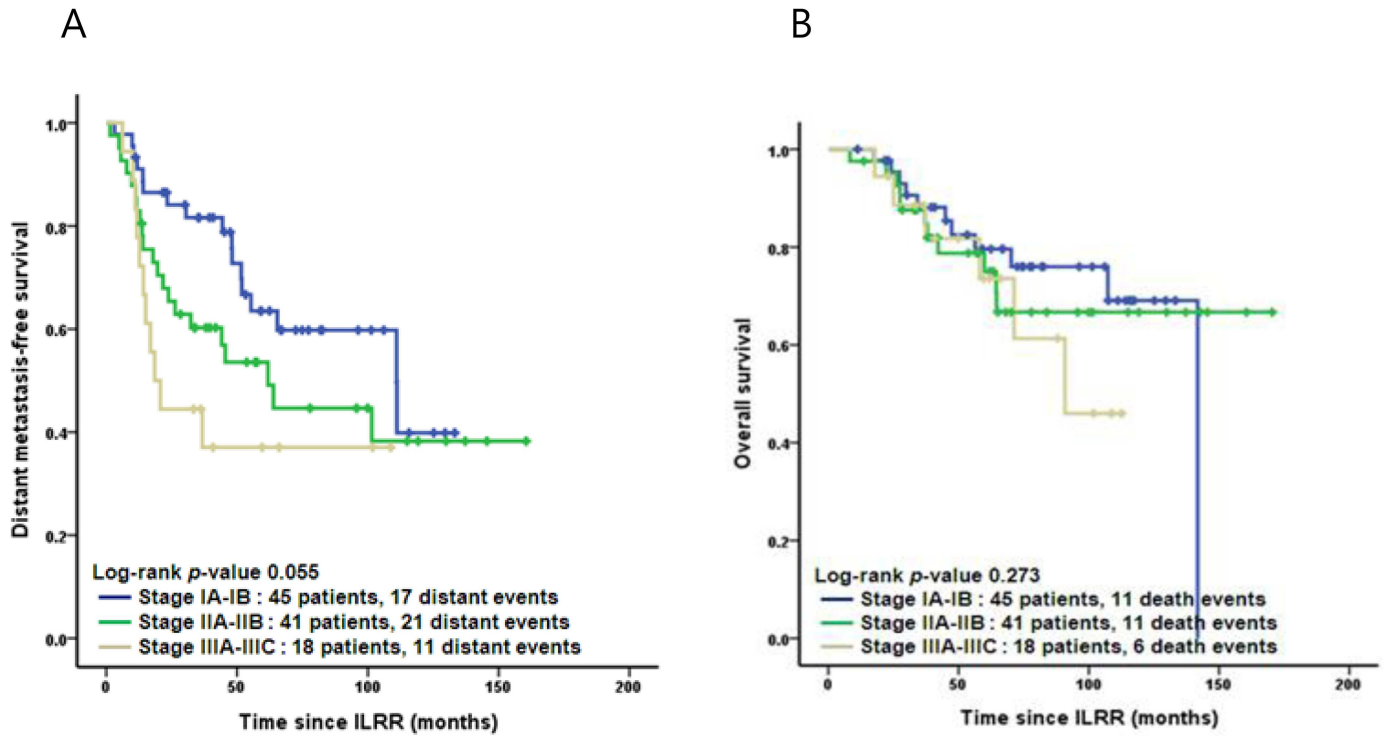 A
Distant metastasis-free survival
1.0
0.8
0.6
0.4
0.2
0.0
Log-rank p-value 0.055
Stage IA-IB : 45 patients, 17 distant events
Stage IIA-IIB : 41 patients, 21 distant events
Stage IIIA-IIIC : 18 patients, 11 distant events
0 50 100 150 200
Time since ILRR (months)
B
Overall survival
1.0
0.8
0.6
0.4
0.2
0.0
Log-rank p-value 0.273
Stage IA-IB : 45 patients, 11 death events
Stage IIA-IIB : 41 patients, 11 death events
Stage IIIA-IIIC : 18 patients, 6 death events
0 50 100 150 200
Time since ILRR (months)